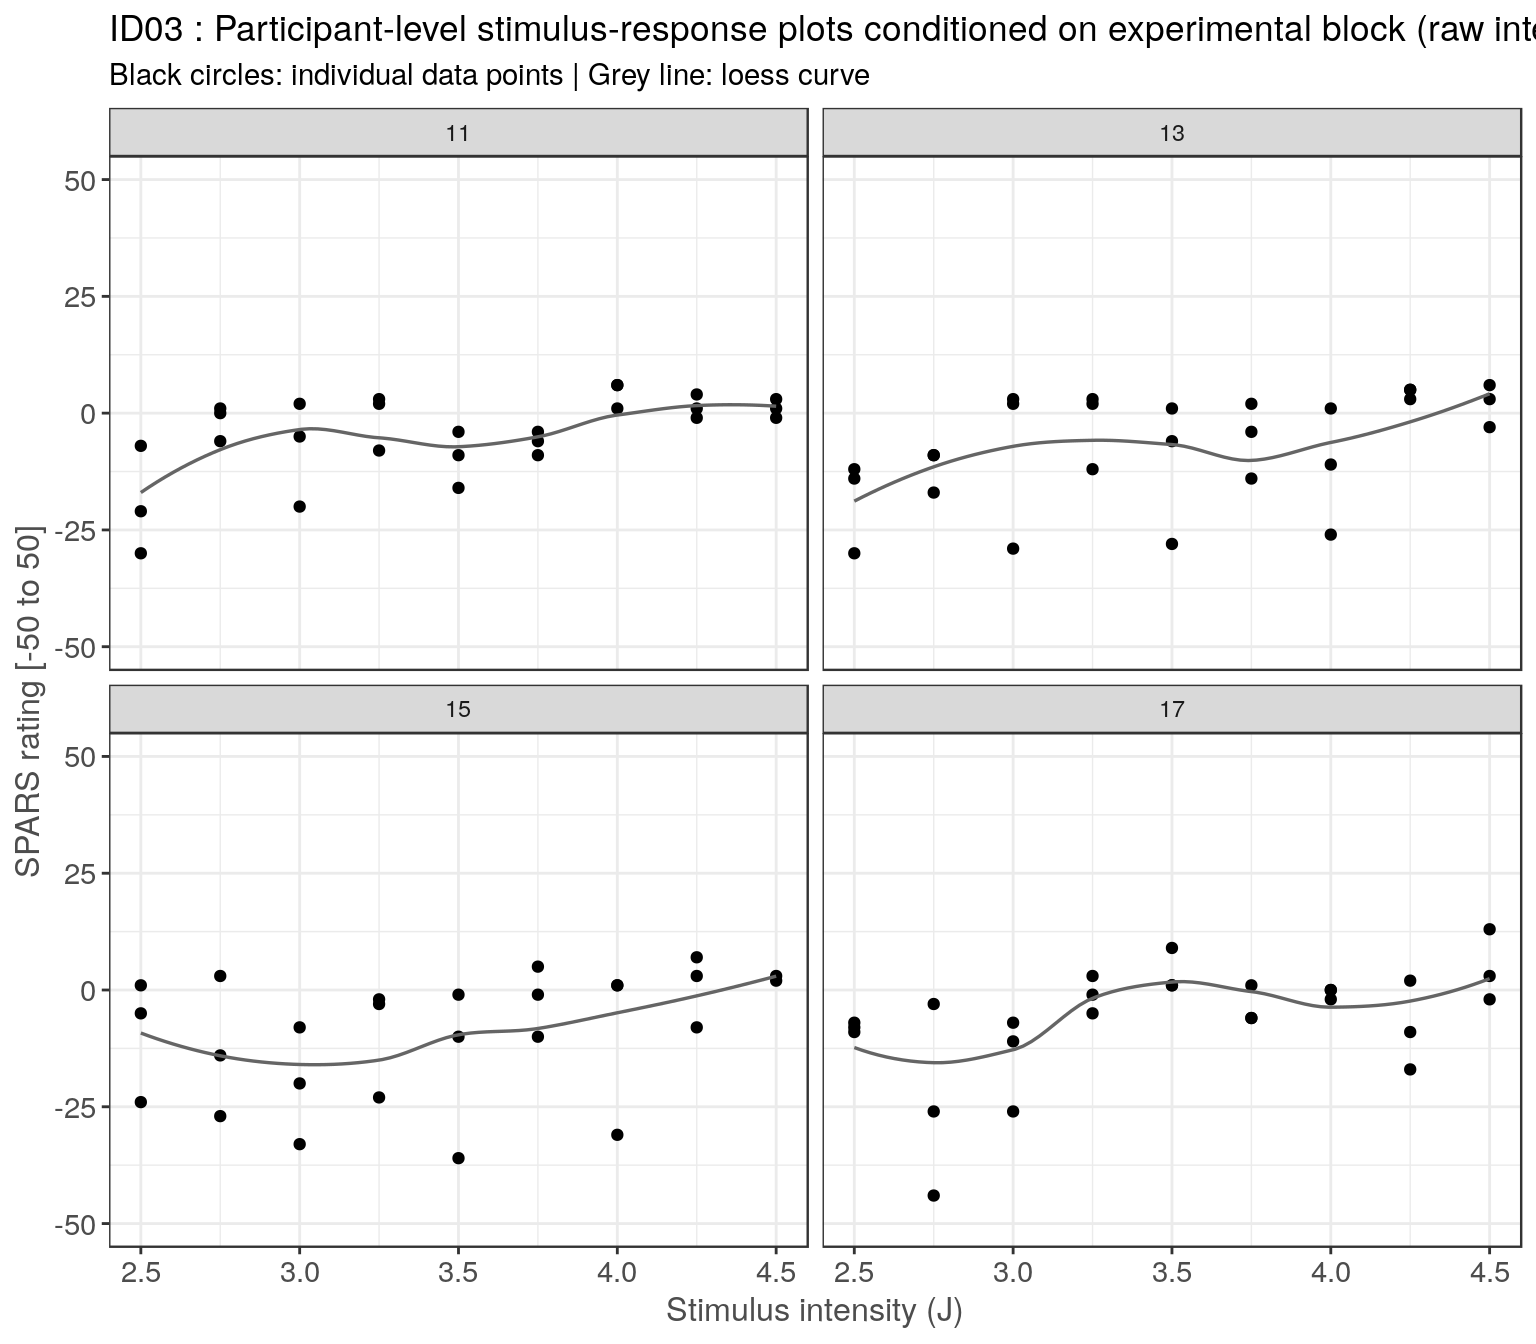 ID03 : Participant-level stimulus-response plots conditioned on experimental block (raw
Black circles: individual data points | Grey line: loess curve
11
13
50
25
0
-25
-50
15
17
50
25
0
-25
-50
2.5 3.0 3.5 4.0 4.5
2.5 3.0 3.5 4.0 4.5
SPARS rating [-50 to 50]
Stimulus intensity (J)